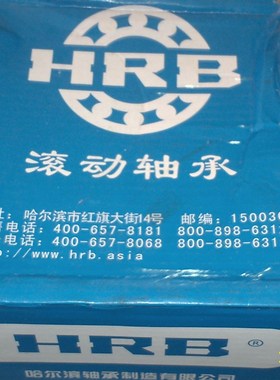 HRB
滚动轴承
址：哈尔滨市红旗大街14号 邮编：15003
电话：400-657-8181 800-898-631
电话：400-657-8068 800-898-631
http://www.hrb.asia
HRB®
哈尔滨轴承制造有限公司